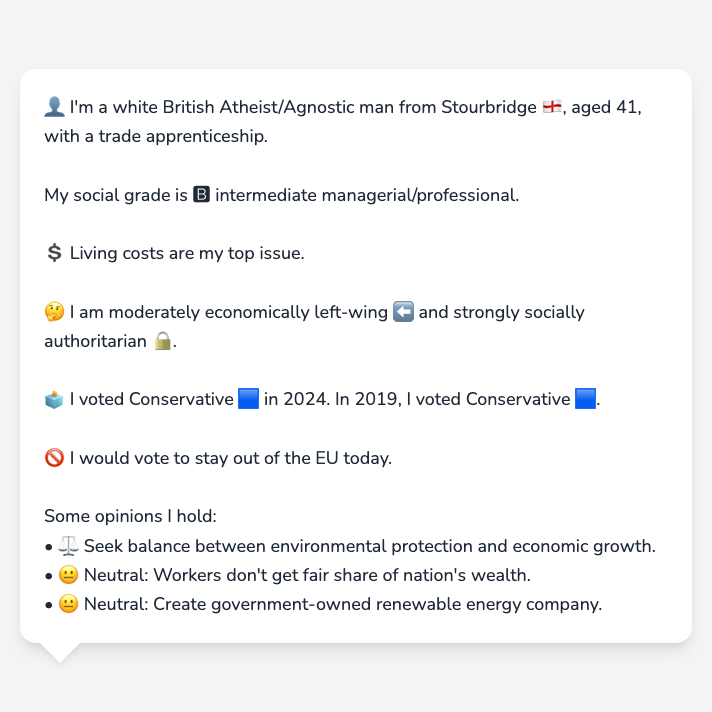 👤 I'm a white British Atheist/Agnostic man from Stourbridge 🏴󠁧󠁢󠁥󠁮󠁧󠁿, aged 41,
with a trade apprenticeship.
My social grade is 🅱 intermediate managerial/professional.
💲 Living costs are my top issue.
🤔 I am moderately economically left-wing ⬅️ and strongly socially
authoritarian 🔒.
🗳️ I voted Conservative 🟦 in 2024. In 2019, I voted Conservative 🟦.
🚫 I would vote to stay out of the EU today.
Some opinions I hold:
• ⚖️ Seek balance between environmental protection and economic growth.
• 😐 Neutral: Workers don't get fair share of nation's wealth.
• 😐 Neutral: Create government-owned renewable energy company.